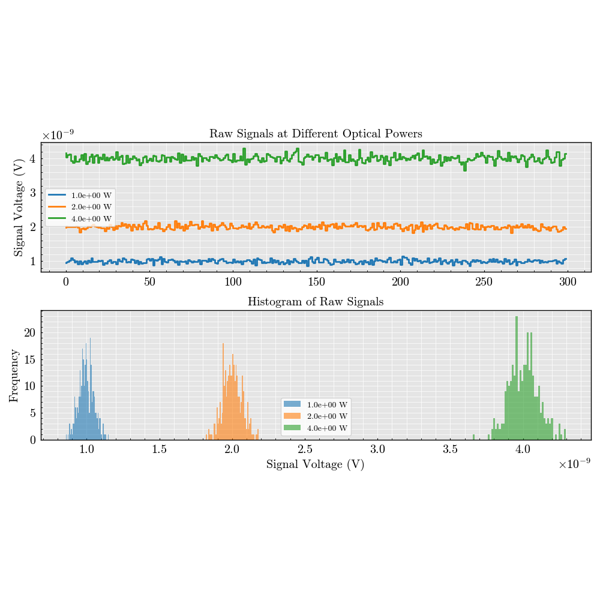 Raw Signals at Different Optical Powers
×10⁻⁹
Signal Voltage (V)
4
3
2
1
1.0e+00 W
2.0e+00 W
4.0e+00 W
0 50 100 150 200 250 300
Histogram of Raw Signals
Frequency
20
15
10
5
0
1.0e+00 W
2.0e+00 W
4.0e+00 W
1.0 1.5 2.0 2.5 3.0 3.5 4.0
Signal Voltage (V)
×10⁻⁹